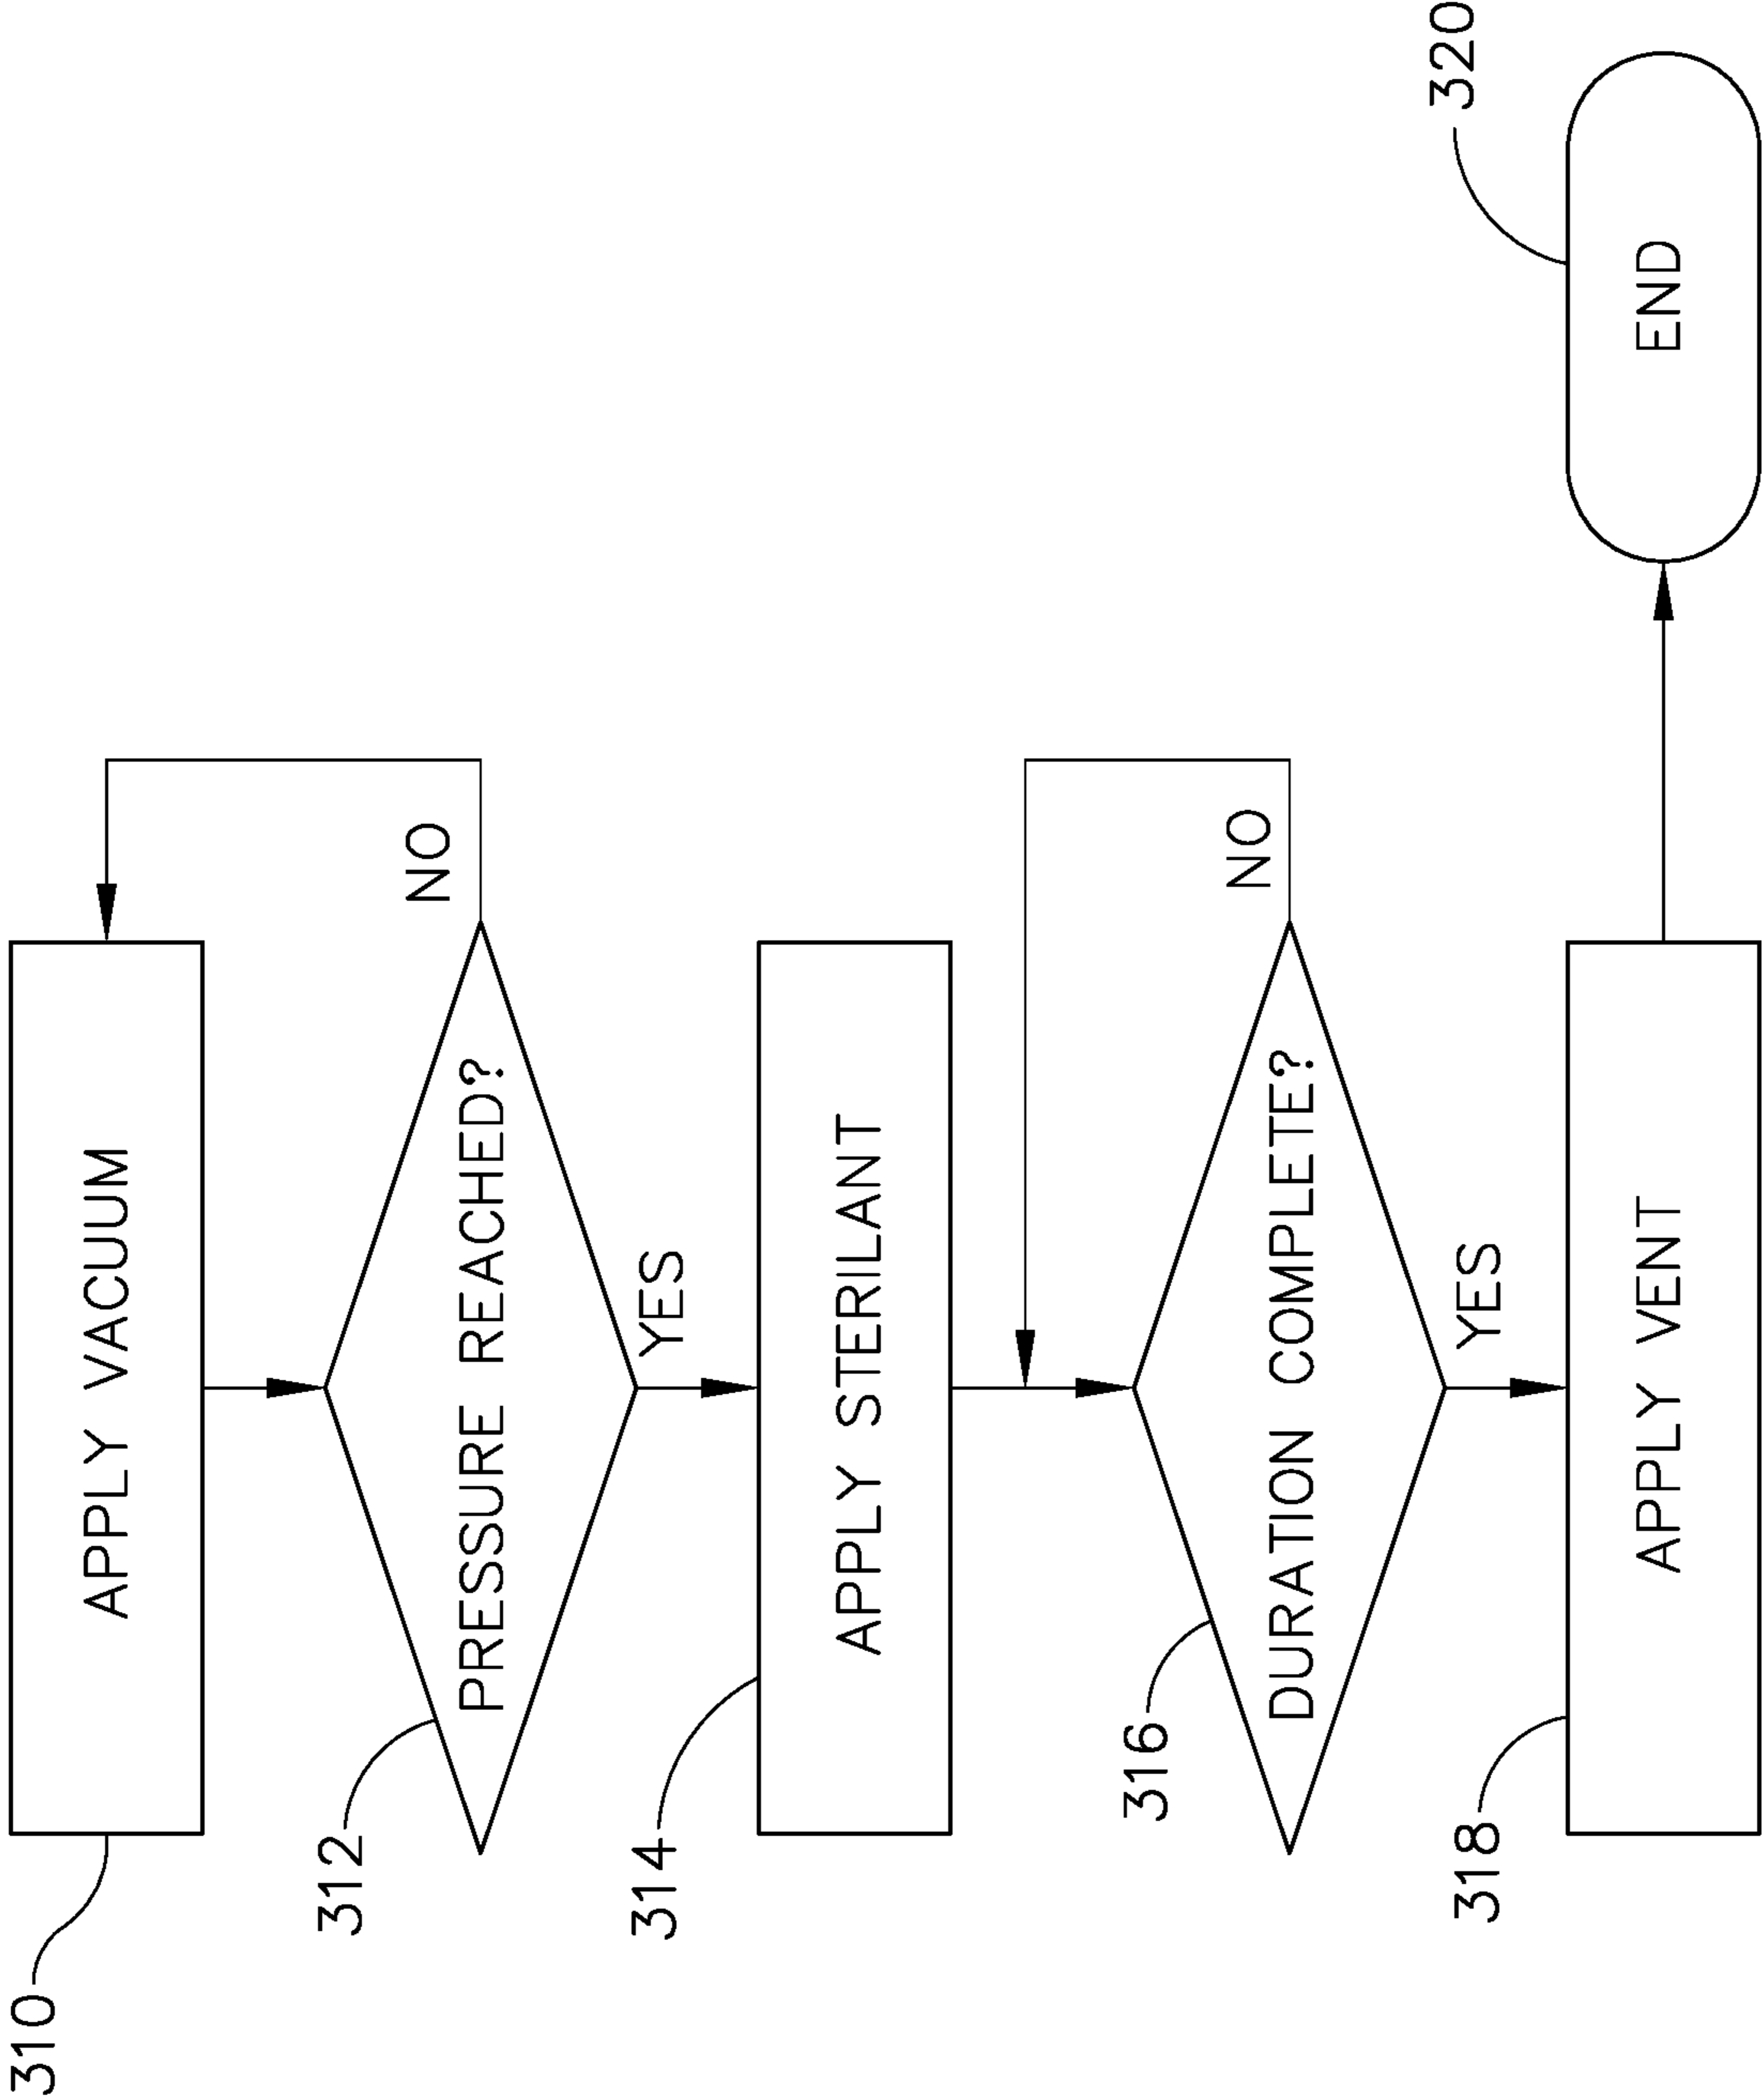 310
APPLY VACUUM
312
PRESSURE REACHED?
NO
YES
314
APPLY STERILANT
316
DURATION COMPLETE?
NO
YES
318
APPLY VENT
320
END